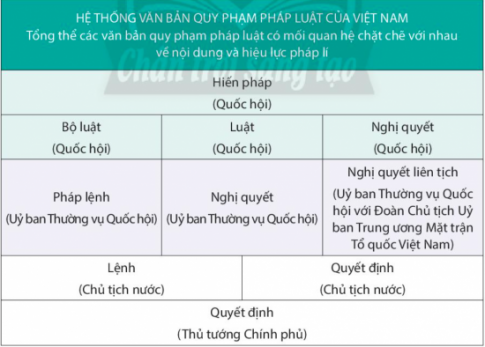 HỆ THỐNG VĂN BẢN QUY PHẠM PHÁP LUẬT CỦA VIỆT NAM
Tổng thể các văn bản quy phạm pháp luật có mối quan hệ chặt chẽ với nhau
về nội dung và hiệu lực pháp lí
Chân trời sáng tạo
Hiến pháp
(Quốc hội)
Bộ luật
(Quốc hội)
Luật
(Quốc hội)
Nghị quyết
(Quốc hội)
Pháp lệnh
(Uỷ ban Thường vụ Quốc hội)
Nghị quyết
(Uỷ ban Thường vụ Quốc hội)
Nghị quyết liên tịch
(Uỷ ban Thường vụ Quốc
hội với Đoàn Chủ tịch Uỷ
ban Trung ương Mặt trận
Tổ quốc Việt Nam)
Lệnh
(Chủ tịch nước)
Quyết định
(Chủ tịch nước)
Quyết định
(Thủ tướng Chính phủ)